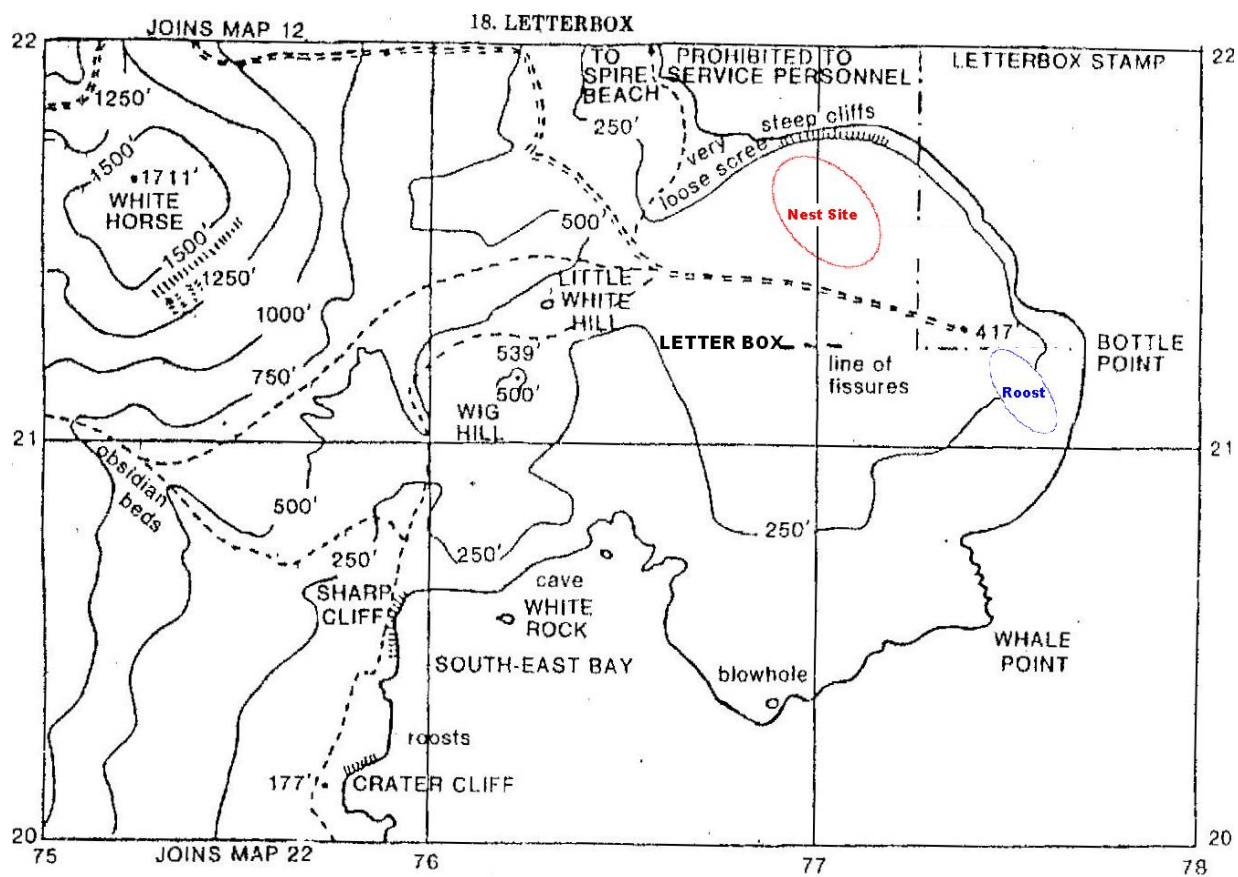 18. LETTERBOX
JOINS MAP 12
22
22
TO
SPIRE
BEACH
PROHIBITED TO
SERVICE PERSONNEL
LETTERBOX STAMP
1250'
250'
very
loose scree
steep cliffs
1500'
1711'
WHITE
HORSE
1500'
1250'
Nest Site
500'
LITTLE
WHITE
HILL
1000'
417'
BOTTLE
POINT
LETTER BOX
line of
fissures
539'
500'
750'
Roost
WIG
HILL
21
21
obsidian
beds
500'
250'
250'
250'
SHARP
CLIFF
cave
WHITE
ROCK
WHALE
POINT
SOUTH-EAST BAY
blowhole
roosts
177'
CRATER CLIFF
20
20
75
JOINS MAP 22
76
77
78